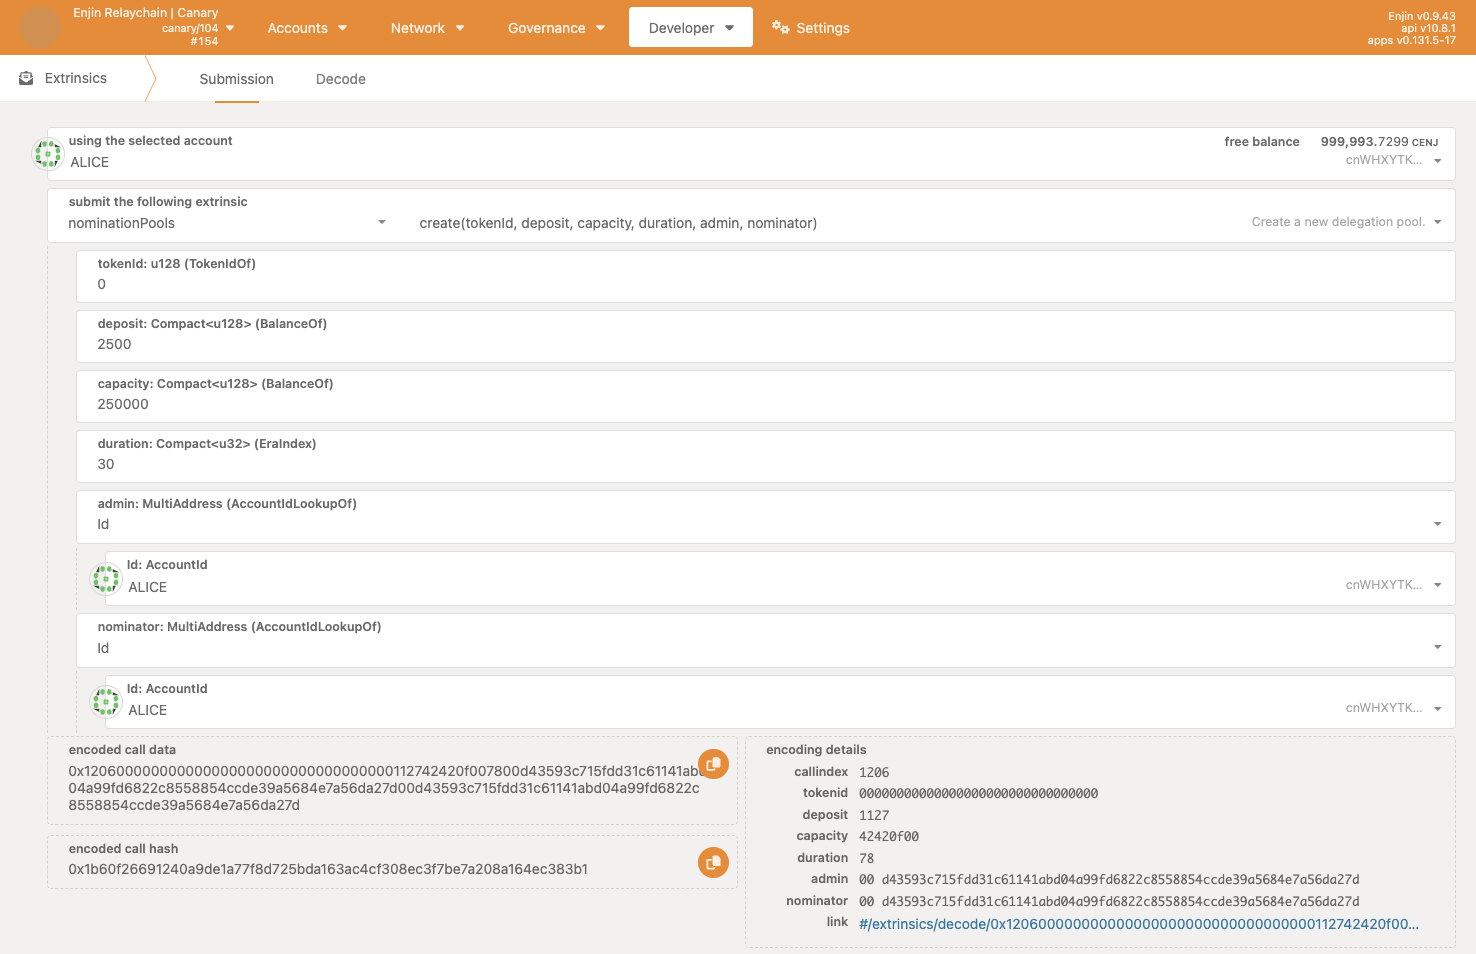 Enjin Relaychain | Canary
canary/104
#154
Accounts
Network
Governance
Developer
Settings
Enjin v0.9.43
api v10.8.1
apps v0.131.5-17
Extrinsics
Submission
Decode
using the selected account
ALICE
free balance 999,993.7299 CENJ
cnWHXYTK...
submit the following extrinsic
nominationPools
create(tokenId, deposit, capacity, duration, admin, nominator)
Create a new delegation pool.
tokenId: u128 (TokenIdOf)
0
deposit: Compact<u128> (BalanceOf)
2500
capacity: Compact<u128> (BalanceOf)
250000
duration: Compact<u32> (EraIndex)
30
admin: MultiAddress (AccountIdLookupOf)
Id
Id: AccountId
ALICE
cnWHXYTK...
nominator: MultiAddress (AccountIdLookupOf)
Id
Id: AccountId
ALICE
cnWHXYTK...
encoded call data
0x12060000000000000000000000000000000000112742420f007800d43593c715fdd31c61141abd
04a99fd6822c8558854ccde39a5684e7a56da27d00d43593c715fdd31c61141abd04a99fd6822c
8558854ccde39a5684e7a56da27d
encoded call hash
0x1b60f26691240a9de1a77f8d725bda163ac4cf308ec3f7be7a208a164ec383b1
encoding details
callindex 1206
tokenid 00000000000000000000000000000000
deposit 1127
capacity 42420f00
duration 78
admin 00 d43593c715fdd31c61141abd04a99fd6822c8558854ccde39a5684e7a56da27d
nominator 00 d43593c715fdd31c61141abd04a99fd6822c8558854ccde39a5684e7a56da27d
link #/extrinsics/decode/0x12060000000000000000000000000000000000112742420f00...